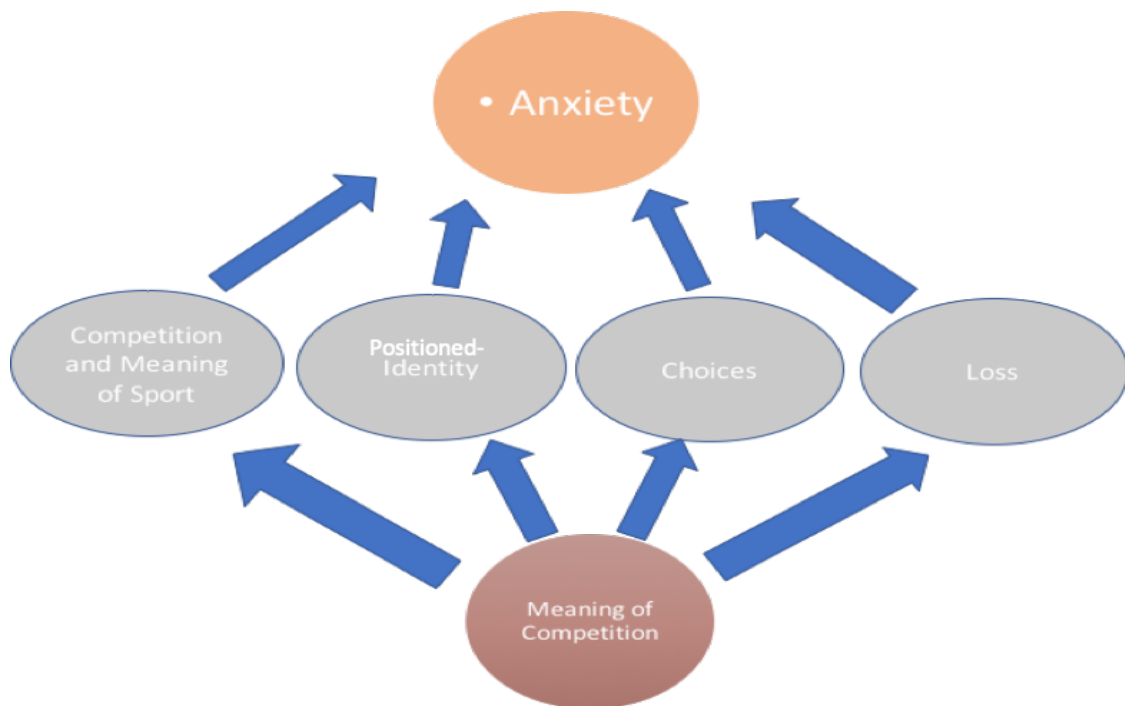 • Anxiety
Competition
and Meaning
of Sport
Positioned-
Identity
Choices
Loss
Meaning of
Competition